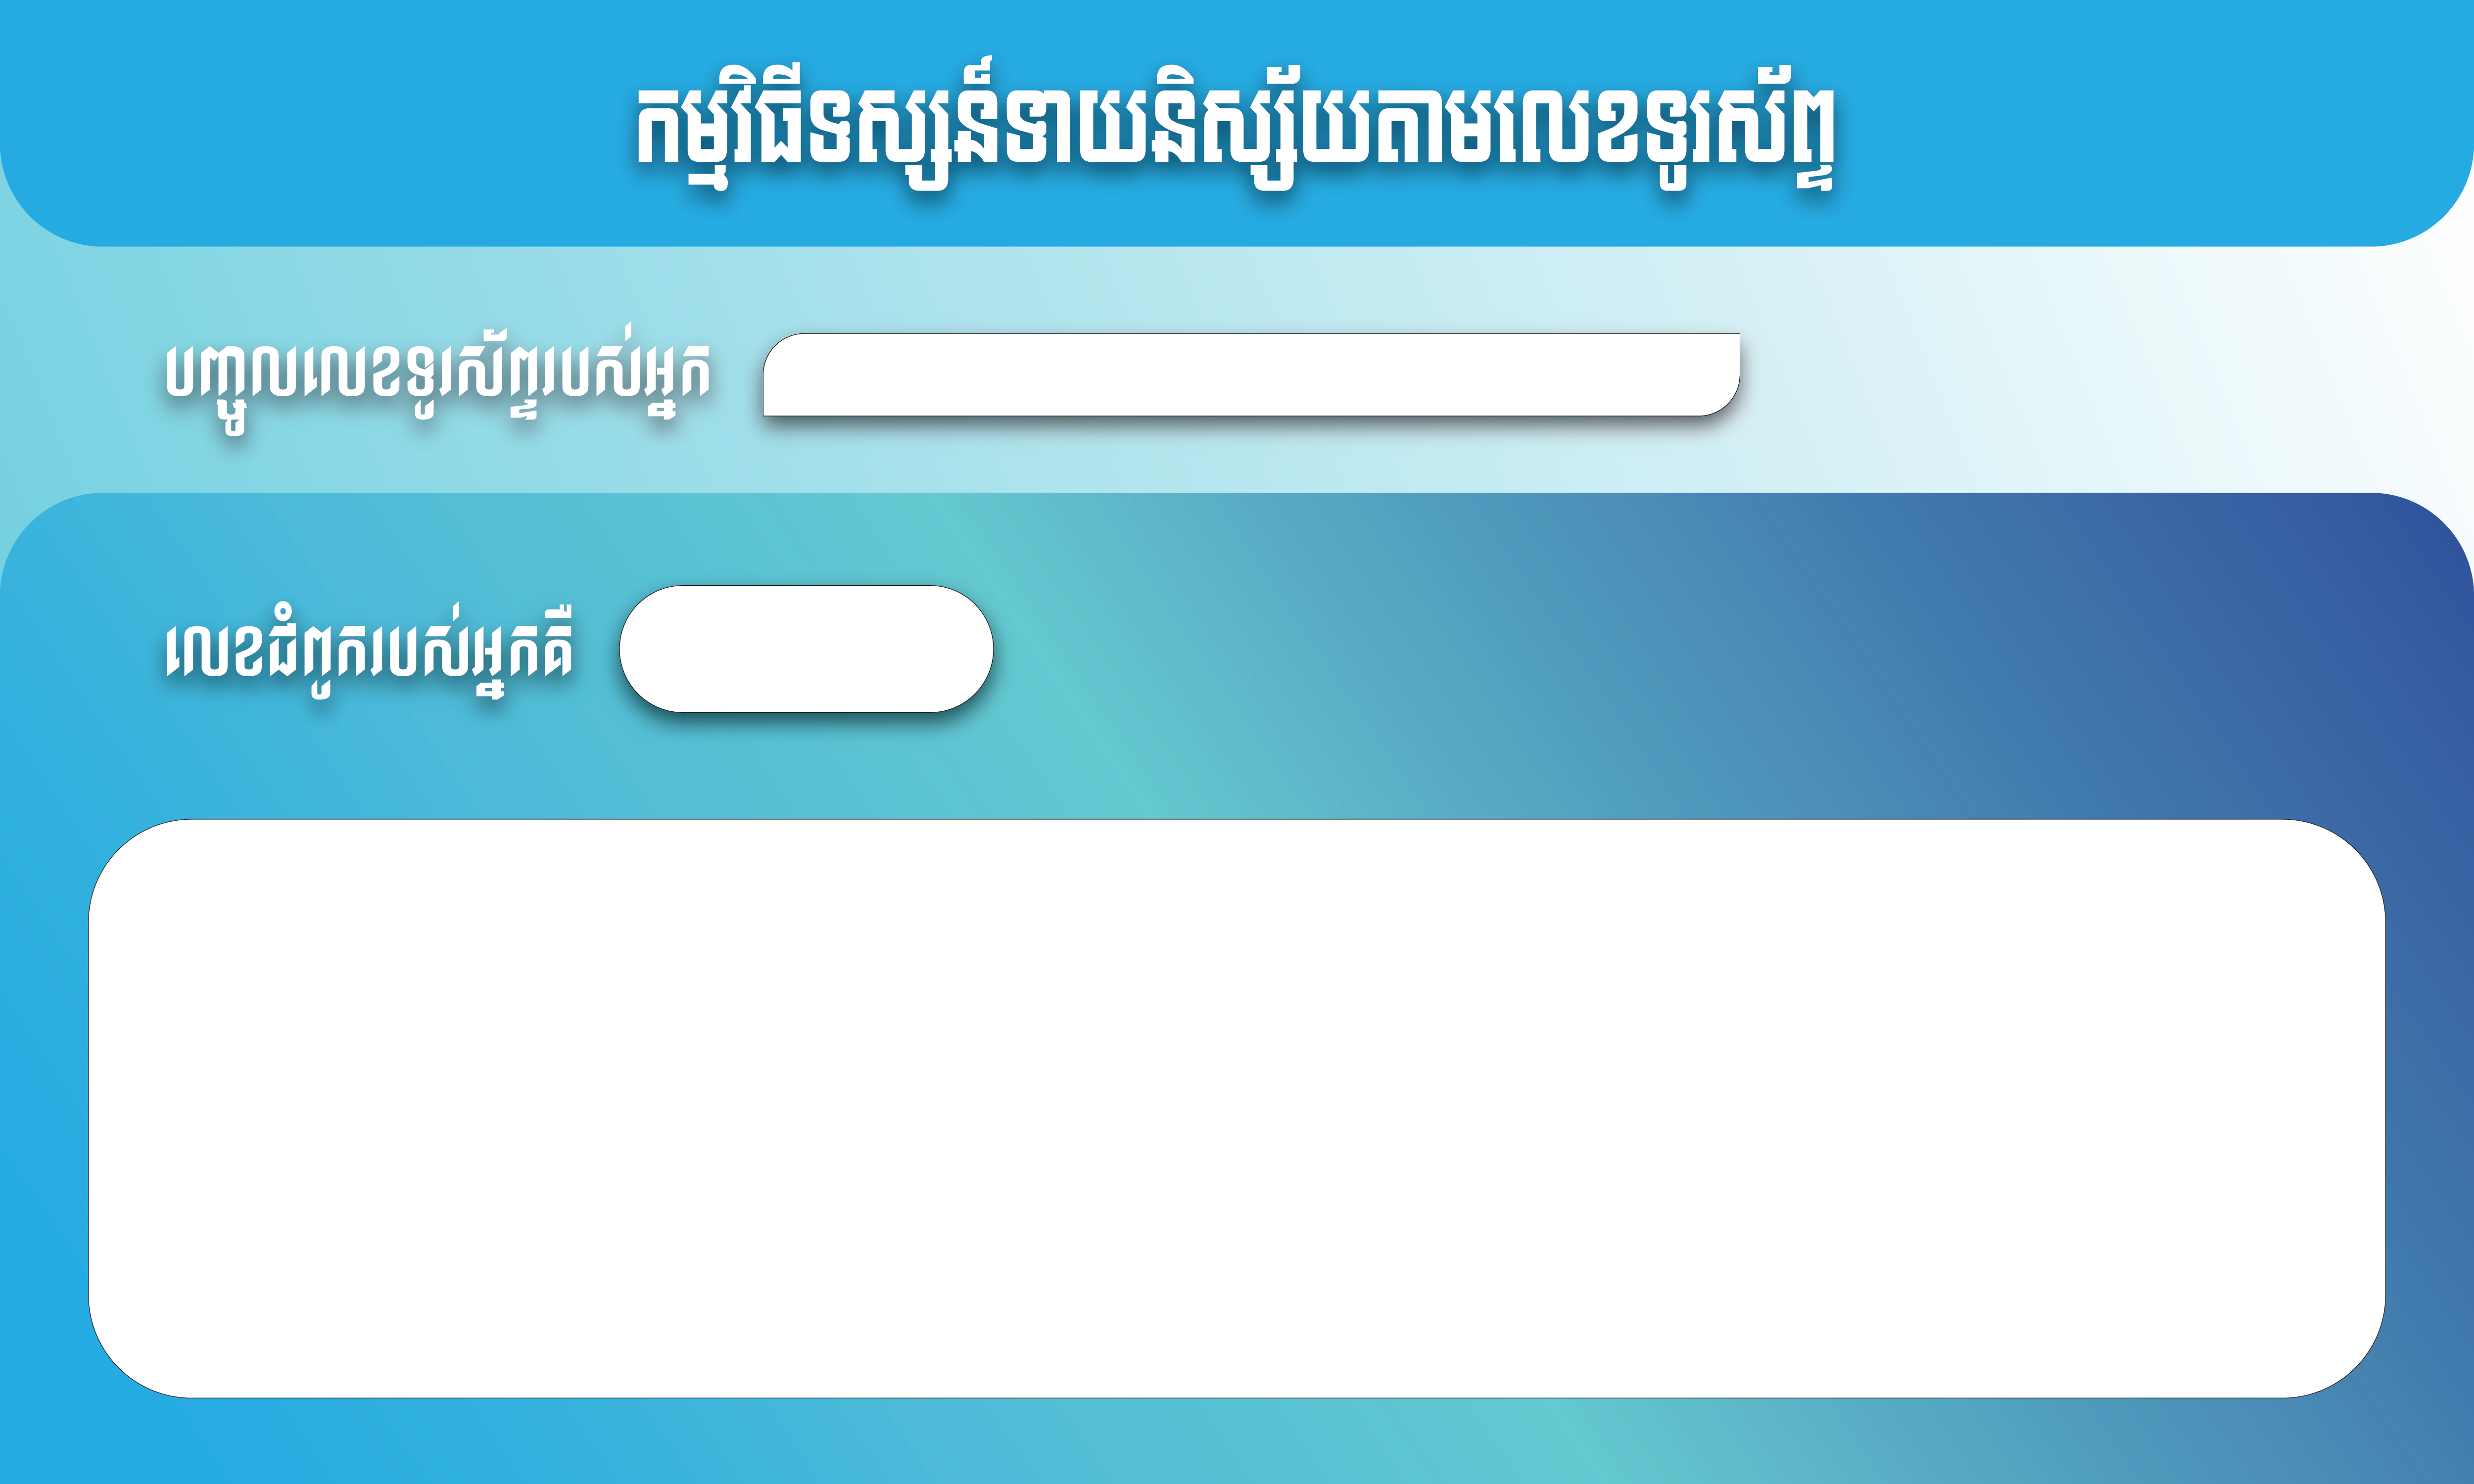 កម្មវិធីទស្សន៍ទាយនិស្ស័យតាមលេខទូរស័ព្ទ
បញ្ចូលលេខទូរស័ព្ទរបស់អ្នក
លេខជំពូករបស់អ្នកគឺ